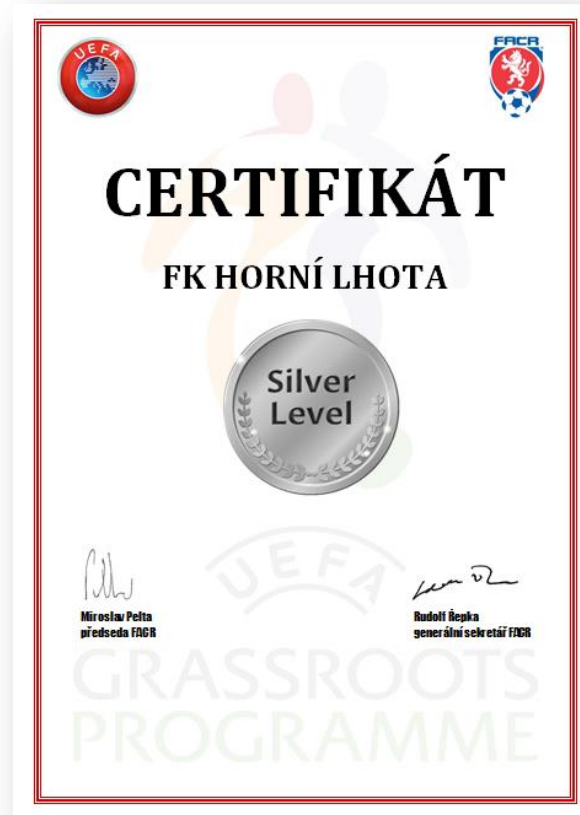 UEFA
FACR
CERTIFIKÁT
FK HORNÍ LHOTA
Silver
Level
UEFA
Miroslav Pelta
předseda FAČR
Rudolf Řepka
generální sekretář FAČR
GRASSROOTS
PROGRAMME